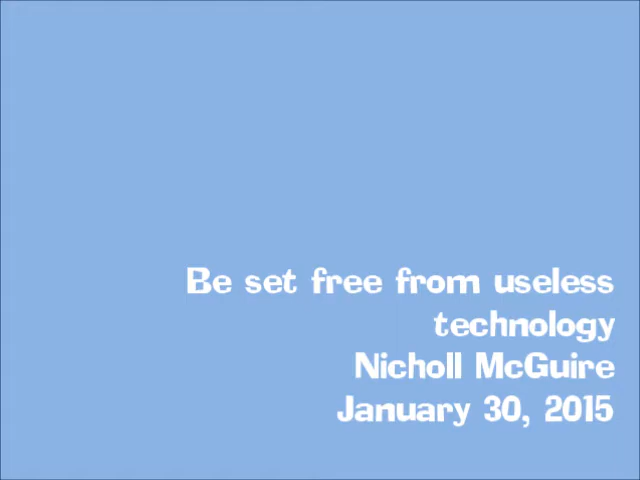 Be set free from useless
technology
Nicholl McGuire
January 30, 2015